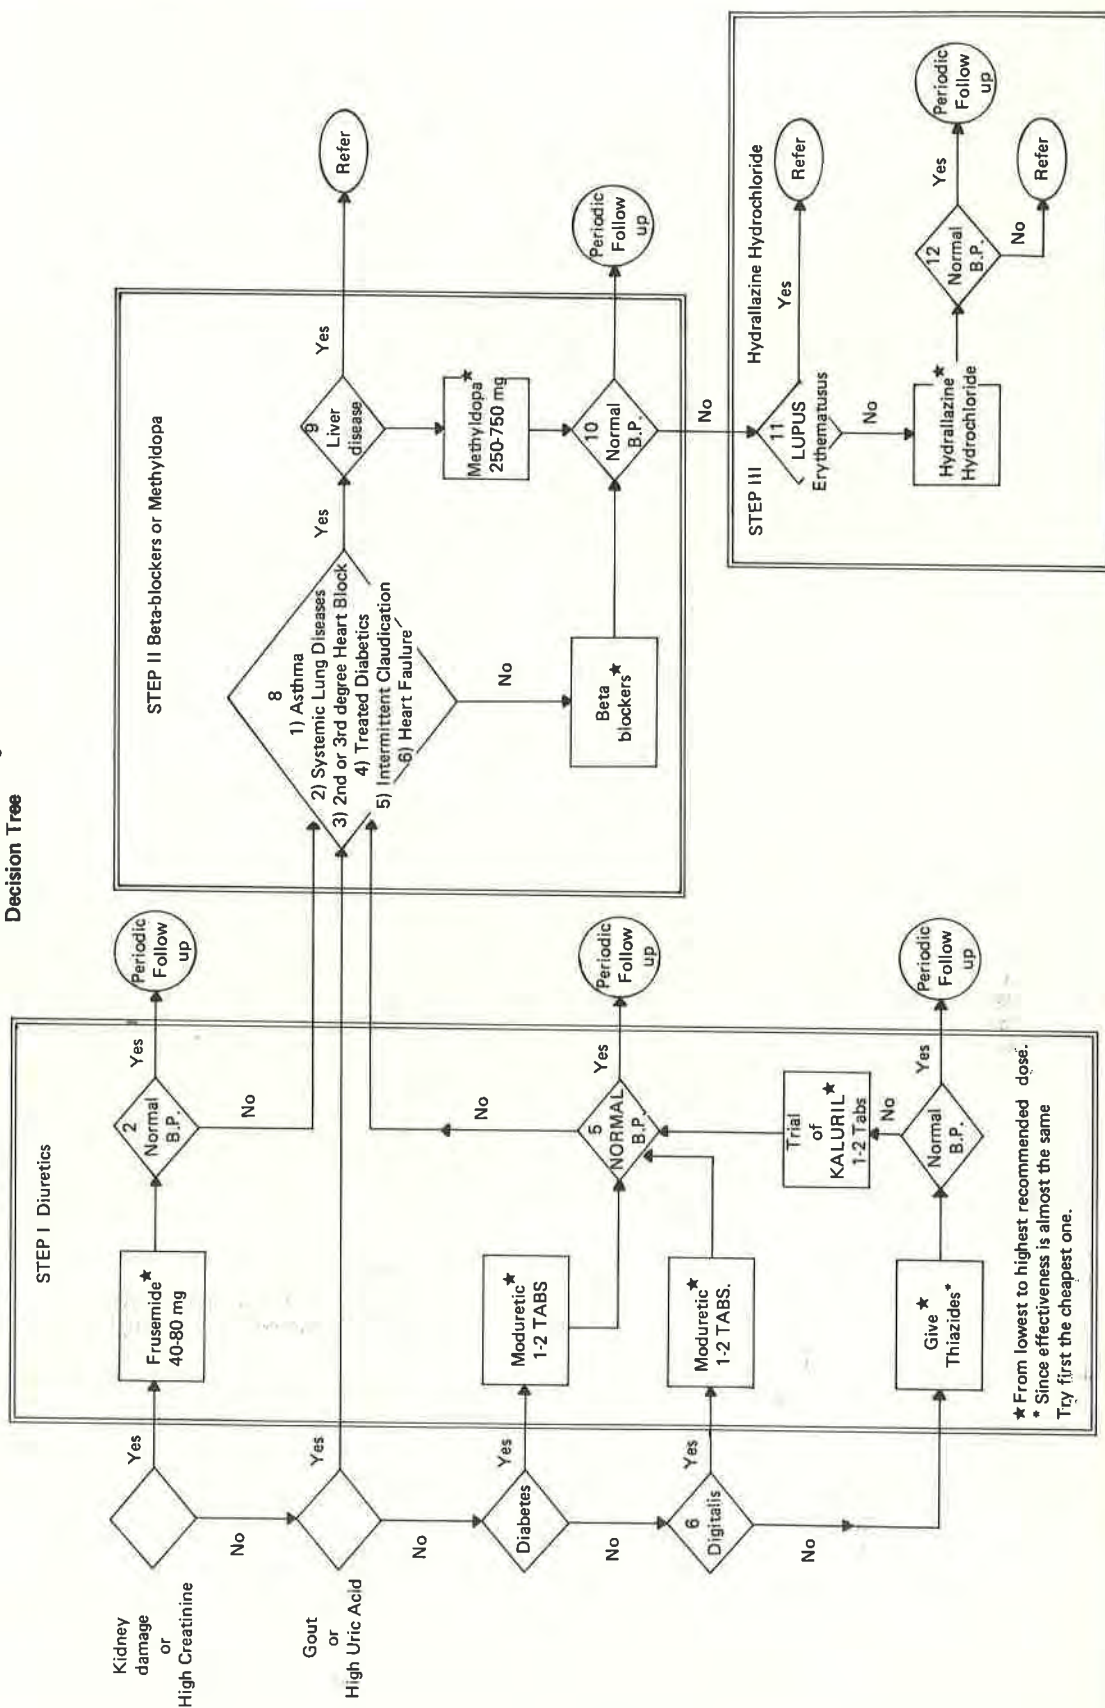 Decision Tree
STEP I Diuretics
Kidney
damage
or
High Creatinine
Yes
No
Frusemide★
40-80 mg
2
Normal
B.P.
Yes
No
Periodic
Follow
up
Gout
or
High Uric Acid
Yes
No
Diabetes
Yes
No
Moduretic★
1-2 TABS
5
NORMAL
B.P.
Yes
No
Periodic
Follow
up
6
Digitalis
Yes
No
Moduretic★
1-2 TABS.
Give★
Thiazides*
Normal
B.P.
Yes
No
Trial
of
KALURIL★
1-2 Tabs
Periodic
Follow
up
★ From lowest to highest recommended dose.
* Since effectiveness is almost the same
Try first the cheapest one.
STEP II Beta-blockers or Methyldopa
8
1) Asthma
2) Systemic Lung Diseases
3) 2nd or 3rd degree Heart Block
4) Treated Diabetics
5) Intermittent Claudication
6) Heart Faulure
Yes
No
9
Liver
disease
Yes
Refer
Methyldopa★
250-750 mg
Beta
blockers★
10
Normal
B.P.
No
Periodic
Follow
up
STEP III
Hydrallazine Hydrochloride
11
LUPUS
Erythematusus
Yes
Refer
No
Hydrallazine★
Hydrochloride
12
Normal
B.P.
Yes
Periodic
Follow
up
No
Refer